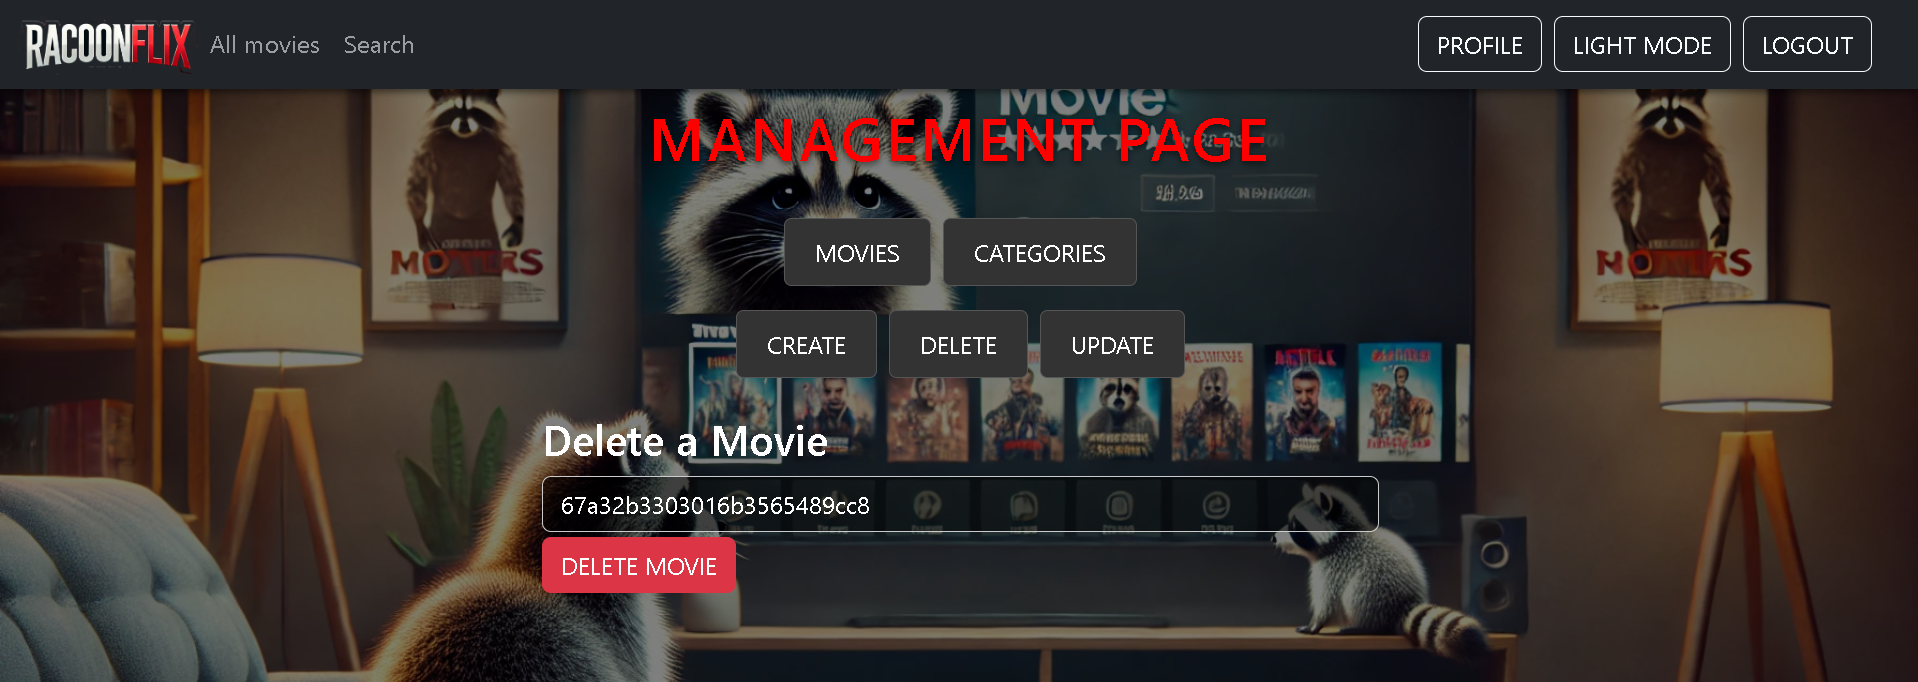 RACOONFLIX All movies Search PROFILE LIGHT MODE LOGOUT
Movie
MANAGEMENT PAGE
MOVIES CATEGORIES
CREATE DELETE UPDATE
Delete a Movie
67a32b3303016b3565489cc8
DELETE MOVIE